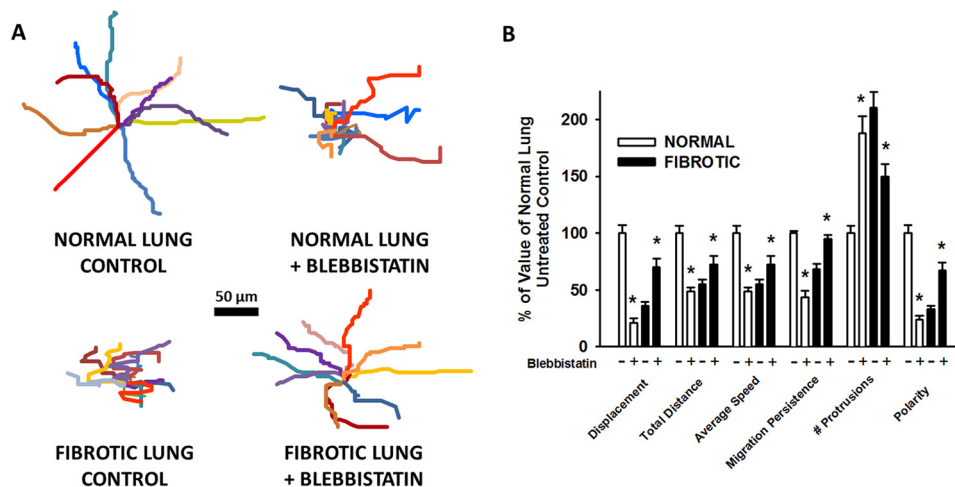 A
NORMAL LUNG
CONTROL
NORMAL LUNG
+ BLEBBISTATIN
50 µm
FIBROTIC LUNG
CONTROL
FIBROTIC LUNG
+ BLEBBISTATIN
B
% of Value of Normal Lung
Untreated Control
200
150
100
50
0
NORMAL
FIBROTIC
* * * * * * * * * * * *
Blebbistatin − + − + − + − + − + − + − + − + − + − + − + − +
Displacement
Total Distance
Average Speed
Migration Persistence
# Protrusions
Polarity